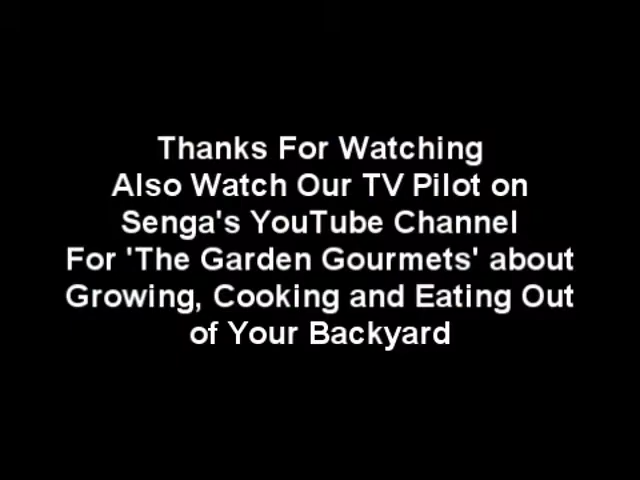 Thanks For Watching
Also Watch Our TV Pilot on
Senga's YouTube Channel
For 'The Garden Gourmets' about
Growing, Cooking and Eating Out
of Your Backyard